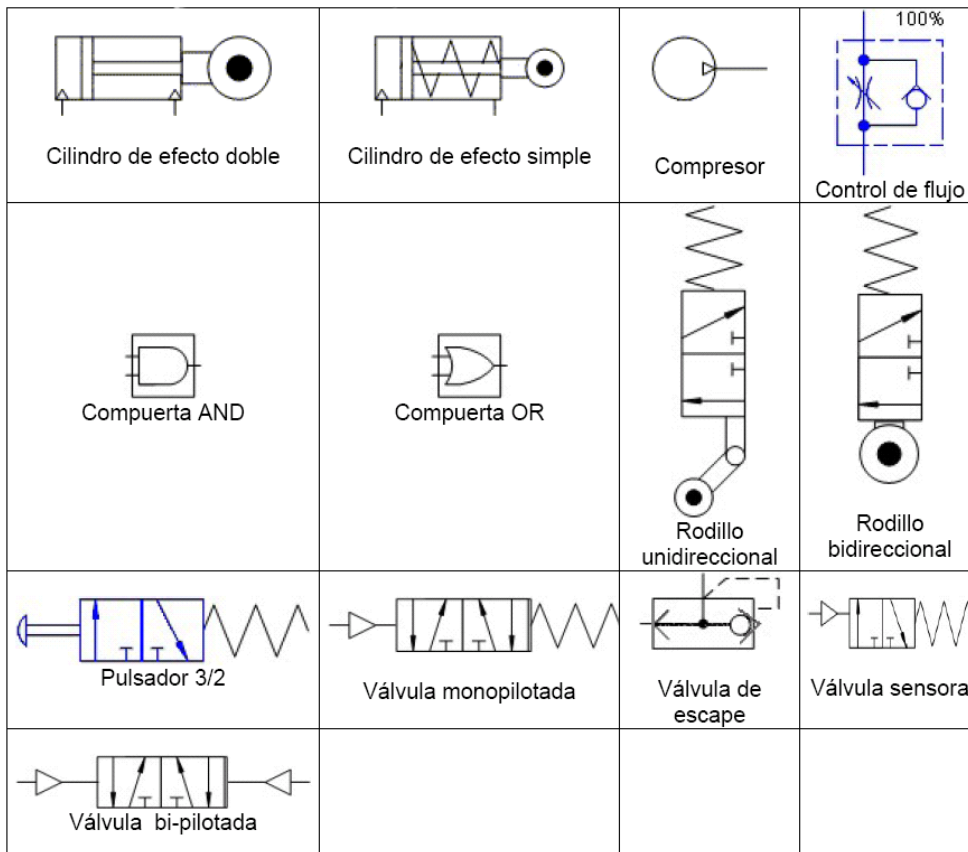 100%
Cilindro de efecto doble
Cilindro de efecto simple
Compresor
Control de flujo
Compuerta AND
Compuerta OR
Rodillo
unidireccional
Rodillo
bidireccional
Pulsador 3/2
Válvula monopilotada
Válvula de
escape
Válvula sensora
Válvula bi-pilotada